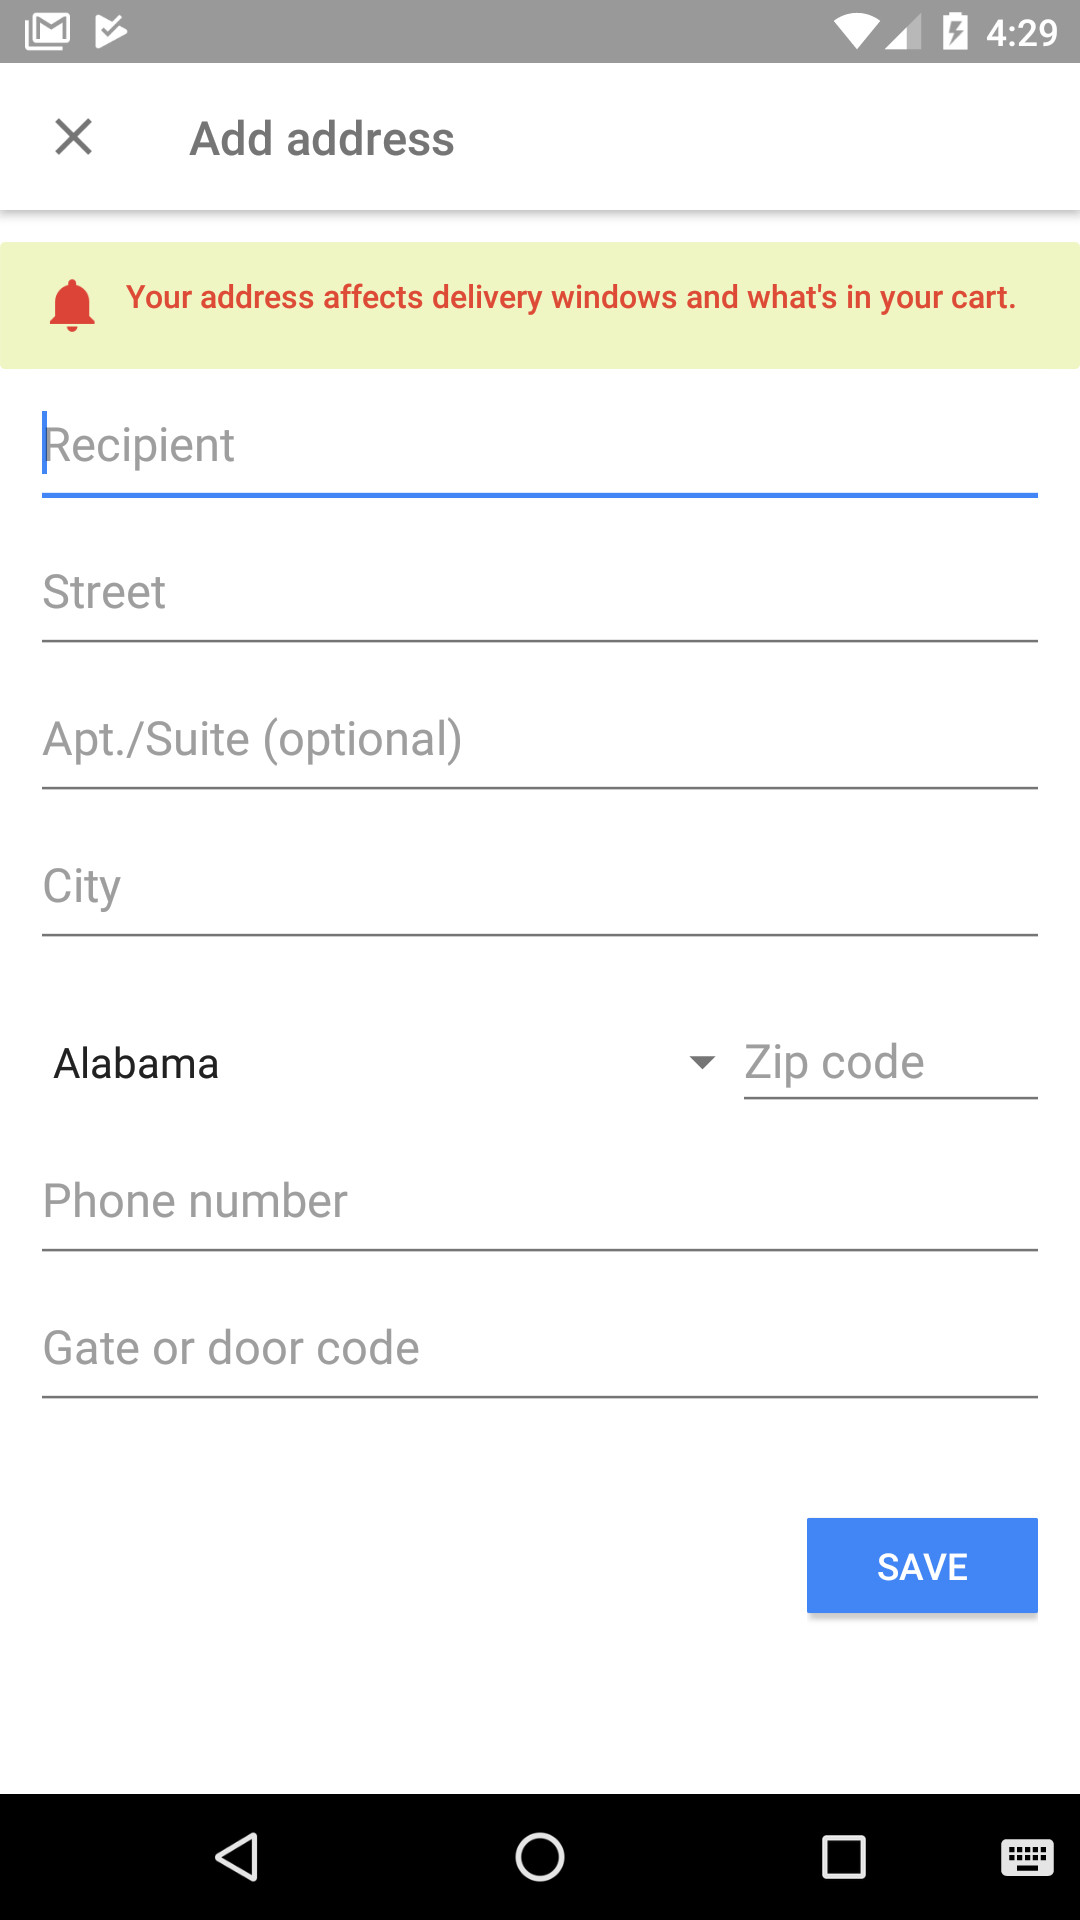 4:29
Add address
Your address affects delivery windows and what's in your cart.
Recipient
Street
Apt./Suite (optional)
City
Alabama
Zip code
Phone number
Gate or door code
SAVE